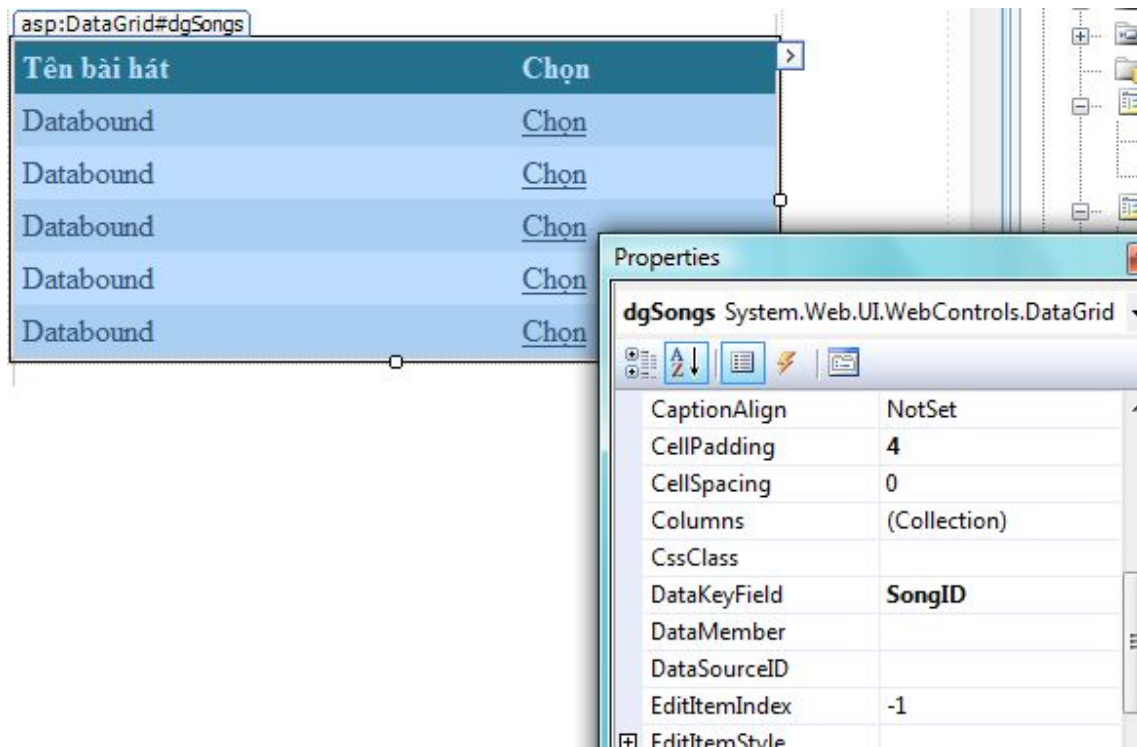 asp:DataGrid#dgSongs
Tên bài hát Chọn
Databound Chọn
Databound Chọn
Databound Chọn
Databound Chọn
Databound Chọn
Properties
dgSongs System.Web.UI.WebControls.DataGrid
CaptionAlign NotSet
CellPadding 4
CellSpacing 0
Columns (Collection)
CssClass
DataKeyField SongID
DataMember
DataSourceID
EditItemIndex -1
EditItemStyle